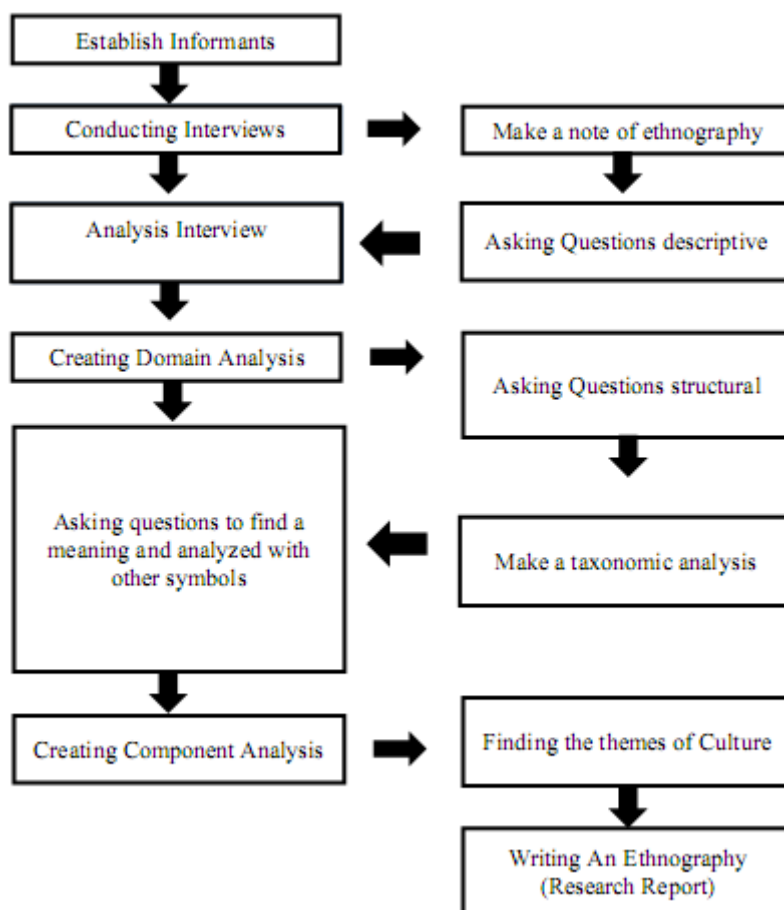 Establish Informants
Conducting Interviews
Make a note of ethnography
Analysis Interview
Asking Questions descriptive
Creating Domain Analysis
Asking Questions structural
Asking questions to find a
meaning and analyzed with
other symbols
Make a taxonomic analysis
Creating Component Analysis
Finding the themes of Culture
Writing An Ethnography
(Research Report)